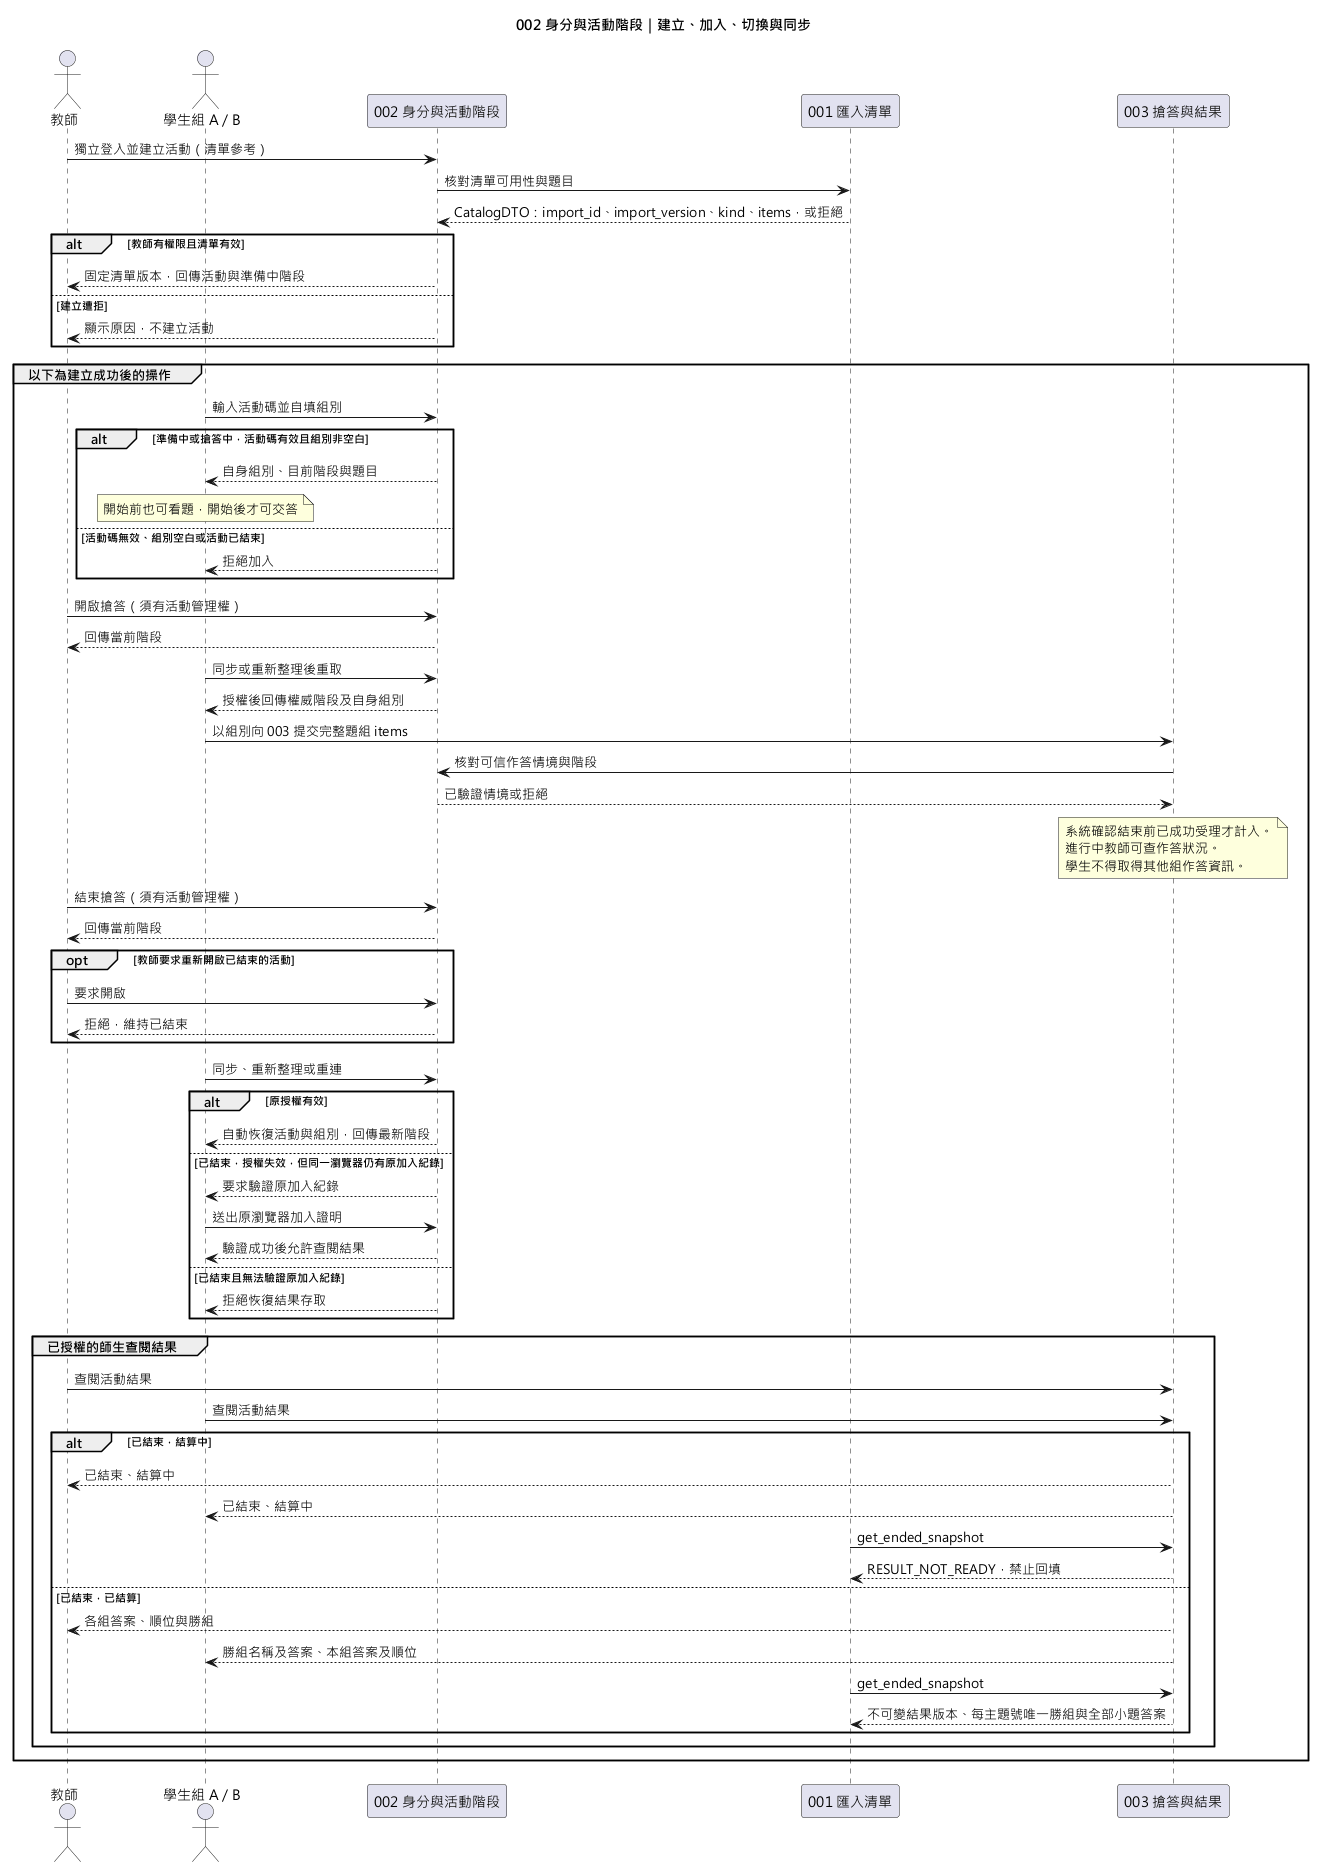 002 身分與活動階段｜建立、加入、切換與同步
教師
學生組 A / B
002 身分與活動階段
001 匯入清單
003 搶答與結果
獨立登入並建立活動（清單參考）
核對清單可用性與題目
CatalogDTO：import_id、import_version、kind、items，或拒絕
alt [教師有權限且清單有效]
固定清單版本，回傳活動與準備中階段
[建立遭拒]
顯示原因，不建立活動
以下為建立成功後的操作
輸入活動碼並自填組別
alt [準備中或搶答中，活動碼有效且組別非空白]
自身組別、目前階段與題目
開始前也可看題，開始後才可交答
[活動碼無效、組別空白或活動已結束]
拒絕加入
開啟搶答（須有活動管理權）
回傳當前階段
同步或重新整理後重取
授權後回傳權威階段及自身組別
以組別向 003 提交完整題組 items
核對可信作答情境與階段
已驗證情境或拒絕
系統確認結束前已成功受理才計入。
進行中教師可查作答狀況。
學生不得取得其他組作答資訊。
結束搶答（須有活動管理權）
回傳當前階段
opt [教師要求重新開啟已結束的活動]
要求開啟
拒絕，維持已結束
同步、重新整理或重連
alt [原授權有效]
自動恢復活動與組別，回傳最新階段
[已結束，授權失效，但同一瀏覽器仍有原加入紀錄]
要求驗證原加入紀錄
送出原瀏覽器加入證明
驗證成功後允許查閱結果
[已結束且無法驗證原加入紀錄]
拒絕恢復結果存取
已授權的師生查閱結果
查閱活動結果
查閱活動結果
alt [已結束，結算中]
已結束、結算中
已結束、結算中
get_ended_snapshot
RESULT_NOT_READY，禁止回填
[已結束，已結算]
各組答案、順位與勝組
勝組名稱及答案、本組答案及順位
get_ended_snapshot
不可變結果版本、每主題號唯一勝組與全部小題答案
教師
學生組 A / B
002 身分與活動階段
001 匯入清單
003 搶答與結果